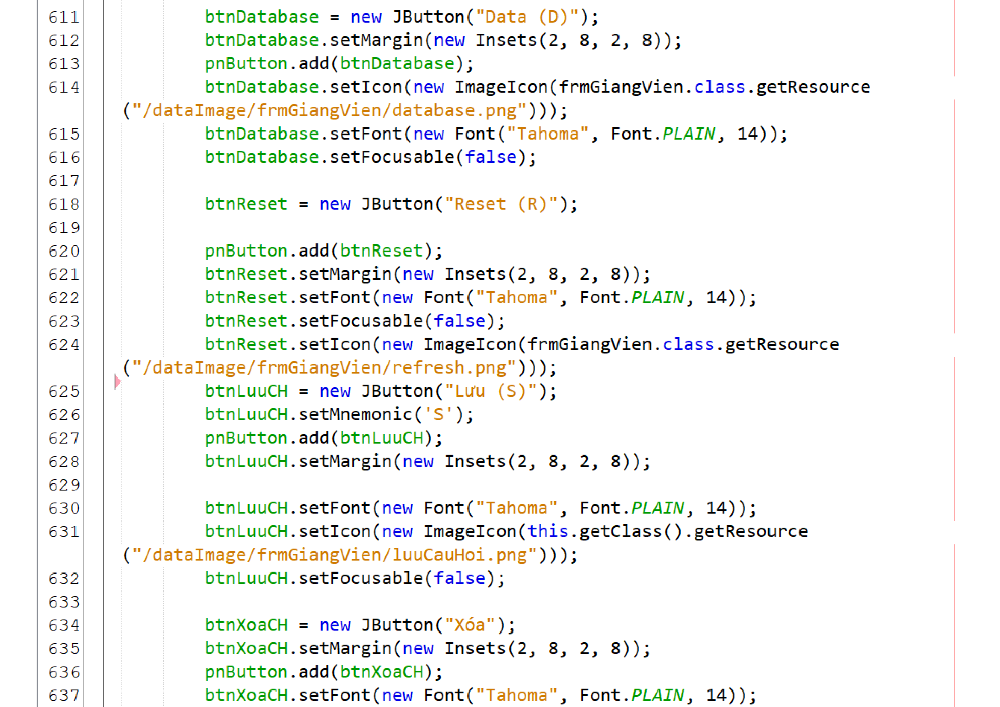 611 btnDatabase = new JButton("Data (D)");
612 btnDatabase.setMargin(new Insets(2, 8, 2, 8));
613 pnButton.add(btnDatabase);
614 btnDatabase.setIcon(new ImageIcon(frmGiangVien.class.getResource
("/dataImage/frmGiangVien/database.png")));
615 btnDatabase.setFont(new Font("Tahoma", Font.PLAIN, 14));
616 btnDatabase.setFocusable(false);
617
618 btnReset = new JButton("Reset (R)");
619
620 pnButton.add(btnReset);
621 btnReset.setMargin(new Insets(2, 8, 2, 8));
622 btnReset.setFont(new Font("Tahoma", Font.PLAIN, 14));
623 btnReset.setFocusable(false);
624 btnReset.setIcon(new ImageIcon(frmGiangVien.class.getResource
("/dataImage/frmGiangVien/refresh.png")));
625 btnLuuCH = new JButton("Lưu (S)");
626 btnLuuCH.setMnemonic('S');
627 pnButton.add(btnLuuCH);
628 btnLuuCH.setMargin(new Insets(2, 8, 2, 8));
629
630 btnLuuCH.setFont(new Font("Tahoma", Font.PLAIN, 14));
631 btnLuuCH.setIcon(new ImageIcon(this.getClass().getResource
("/dataImage/frmGiangVien/luuCauHoi.png")));
632 btnLuuCH.setFocusable(false);
633
634 btnXoaCH = new JButton("Xóa");
635 btnXoaCH.setMargin(new Insets(2, 8, 2, 8));
636 pnButton.add(btnXoaCH);
637 btnXoaCH.setFont(new Font("Tahoma", Font.PLAIN, 14));